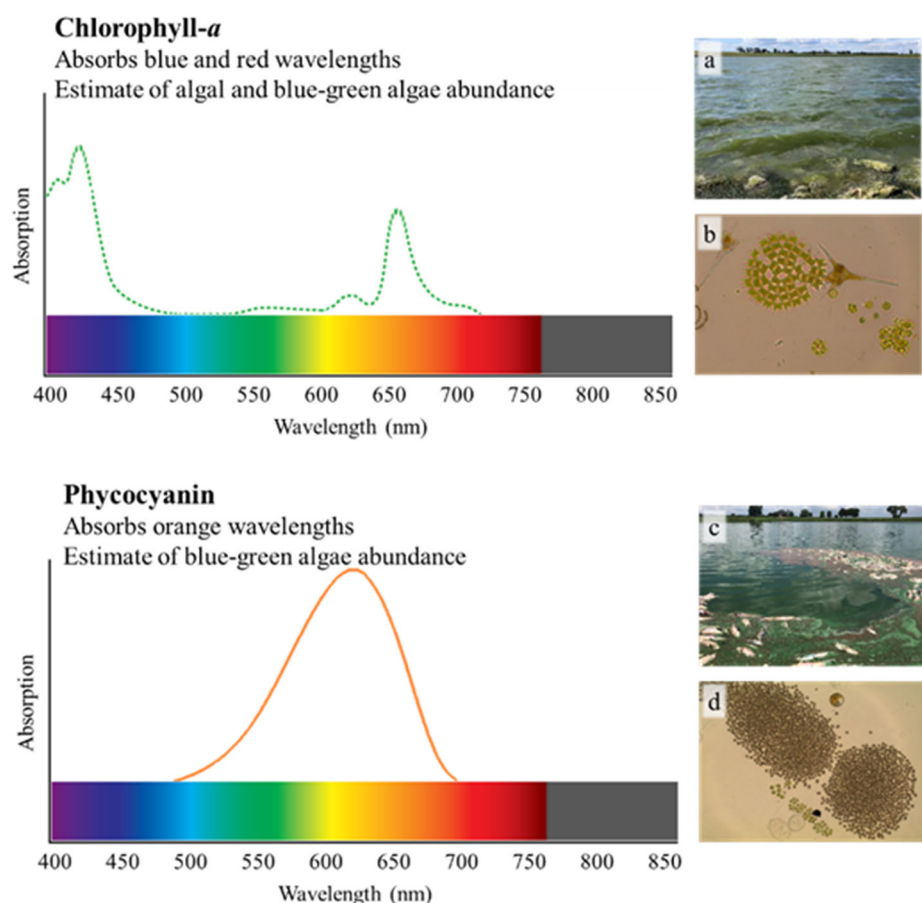 Chlorophyll-a
Absorbs blue and red wavelengths
Estimate of algal and blue-green algae abundance
Absorption
400 450 500 550 600 650 700 750 800 850
Wavelength (nm)
a
b
Phycocyanin
Absorbs orange wavelengths
Estimate of blue-green algae abundance
Absorption
400 450 500 550 600 650 700 750 800 850
Wavelength (nm)
c
d